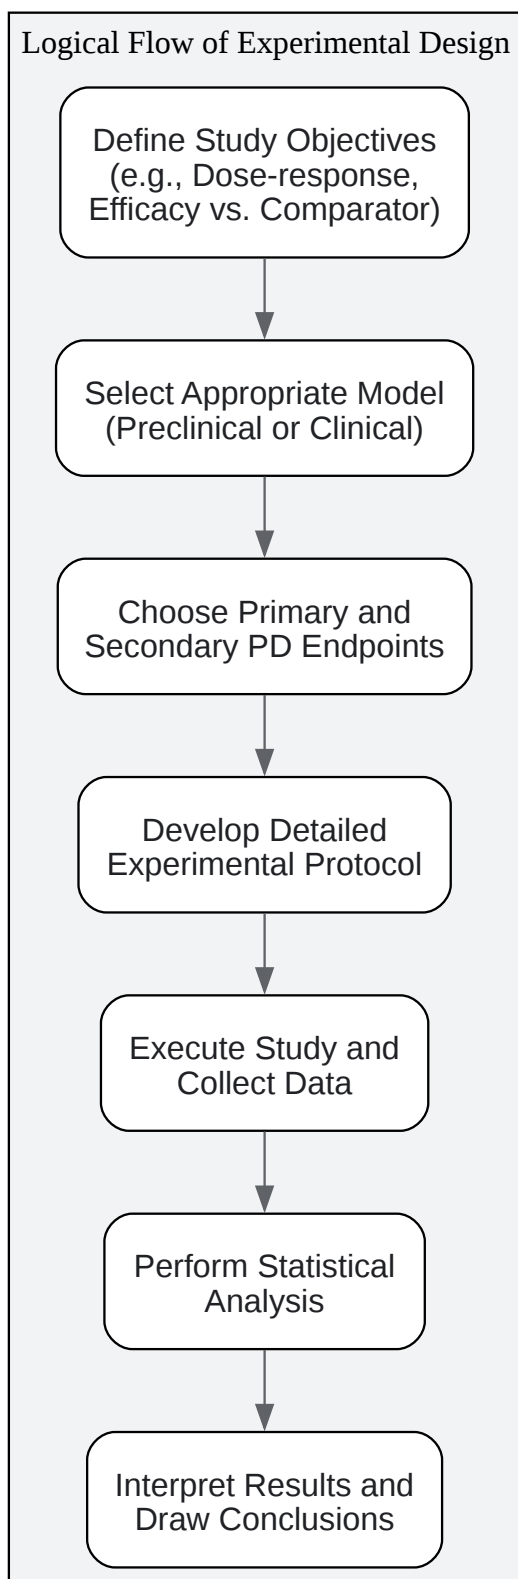 Logical Flow of Experimental Design
Define Study Objectives
(e.g., Dose-response,
Efficacy vs. Comparator)
Select Appropriate Model
(Preclinical or Clinical)
Choose Primary and
Secondary PD Endpoints
Develop Detailed
Experimental Protocol
Execute Study and
Collect Data
Perform Statistical
Analysis
Interpret Results and
Draw Conclusions